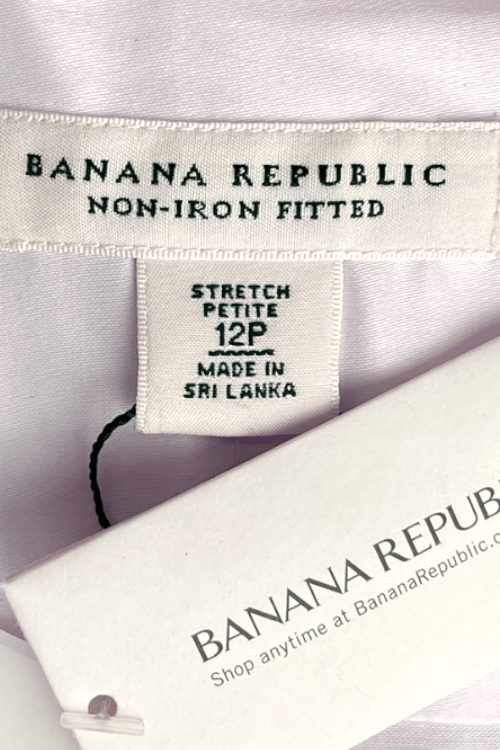 BANANA REPUBLIC
NON-IRON FITTED
STRETCH
PETITE
12P
MADE IN
SRI LANKA
BANANA REPUB
Shop anytime at BananaRepublic.c